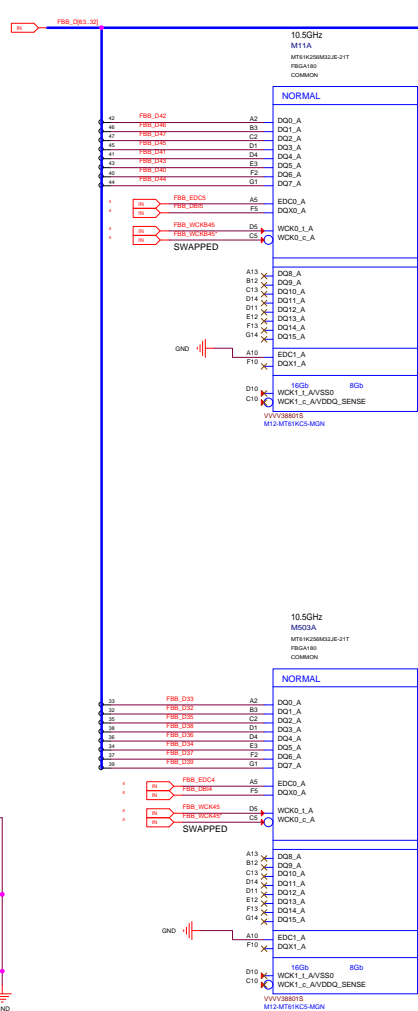 FBB_D[63..32]
IN
10.5GHz
M11A
MT61K256M32JE-21T
FBGA180
COMMON
NORMAL
42 FBB_D42 A2 DQ0_A
46 FBB_D46 B3 DQ1_A
47 FBB_D47 C2 DQ2_A
45 FBB_D45 D1 DQ3_A
41 FBB_D41 D4 DQ4_A
43 FBB_D43 E3 DQ5_A
40 FBB_D40 F2 DQ6_A
44 FBB_D44 G1 DQ7_A
4 IN FBB_EDC5 A5 EDC0_A
4 IN FBB_DBI5 F5 DQX0_A
4 IN FBB_WCKB45 D5 WCK0_t_A
4 IN FBB_WCKB45* C5 WCK0_c_A
SWAPPED
A13 DQ8_A
B12 DQ9_A
C13 DQ10_A
D14 DQ11_A
D11 DQ12_A
E12 DQ13_A
F13 DQ14_A
G14 DQ15_A
GND A10 EDC1_A
F10 DQX1_A
16Gb 8Gb
D10 WCK1_t_A/VSS0
C10 WCK1_c_A/VDDQ_SENSE
VVVV38801S
M12-MT61KC5-MGN
10.5GHz
M503A
MT61K256M32JE-21T
FBGA180
COMMON
NORMAL
33 FBB_D33 A2 DQ0_A
32 FBB_D32 B3 DQ1_A
35 FBB_D35 C2 DQ2_A
38 FBB_D38 D1 DQ3_A
36 FBB_D36 D4 DQ4_A
34 FBB_D34 E3 DQ5_A
37 FBB_D37 F2 DQ6_A
39 FBB_D39 G1 DQ7_A
4 IN FBB_EDC4 A5 EDC0_A
4 IN FBB_DBI4 F5 DQX0_A
4 IN FBB_WCK45 D5 WCK0_t_A
4 IN FBB_WCK45* C5 WCK0_c_A
SWAPPED
A13 DQ8_A
B12 DQ9_A
C13 DQ10_A
D14 DQ11_A
D11 DQ12_A
E12 DQ13_A
F13 DQ14_A
G14 DQ15_A
GND A10 EDC1_A
F10 DQX1_A
16Gb 8Gb
D10 WCK1_t_A/VSS0
C10 WCK1_c_A/VDDQ_SENSE
VVVV38801S
M12-MT61KC5-MGN